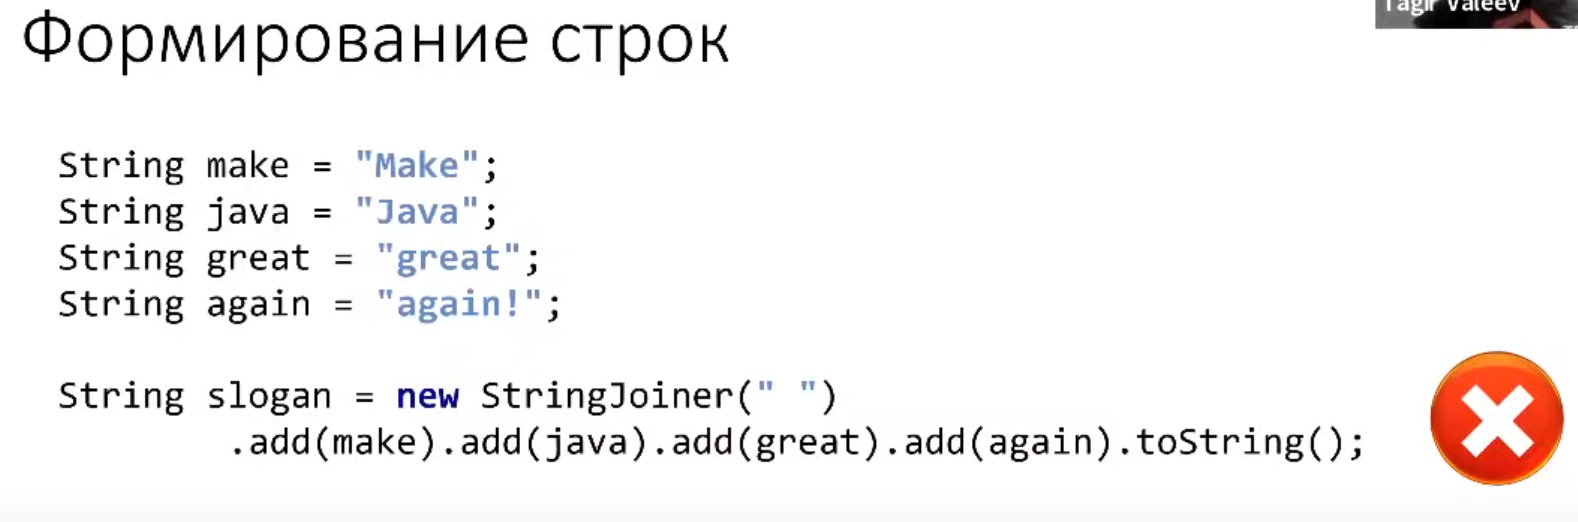 Формирование строк
Tagir Valeev
String make = "Make";
String java = "Java";
String great = "great";
String again = "again!";
String slogan = new StringJoiner(" ")
.add(make).add(java).add(great).add(again).toString();